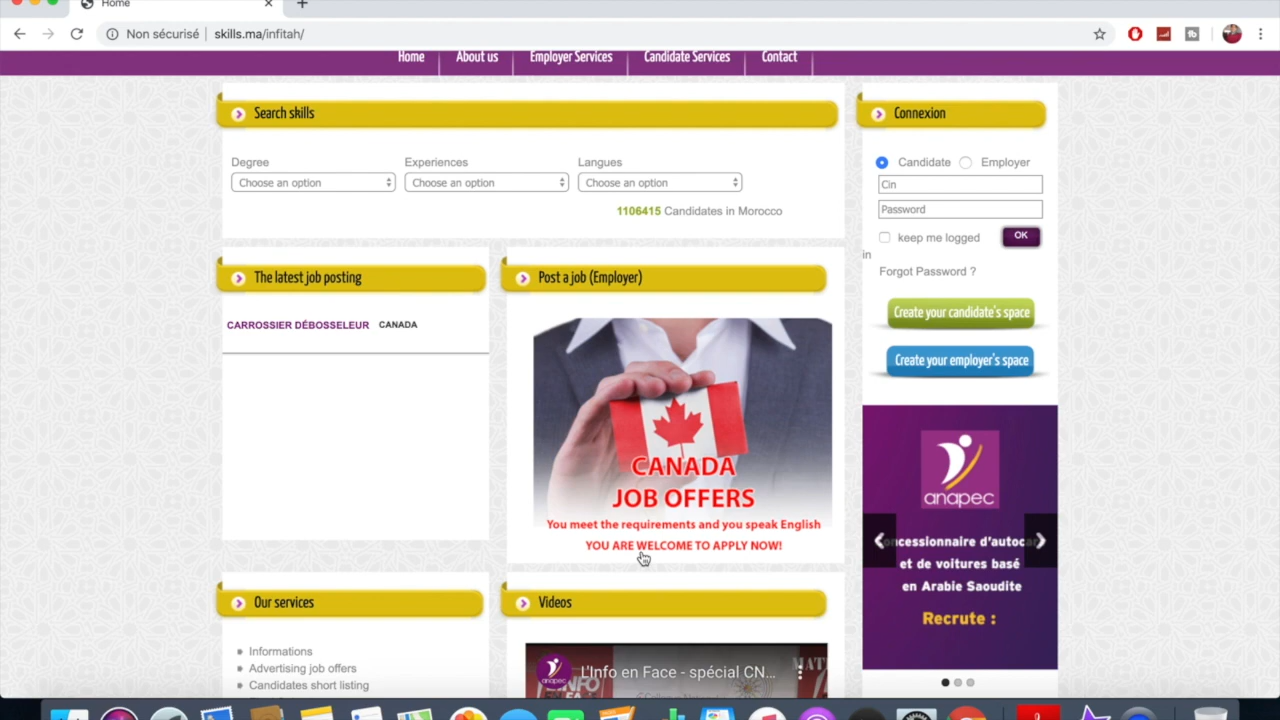 Home
Non sécurisé skills.ma/infitah/
Home
About us
Employer Services
Candidate Services
Contact
Search skills
Degree
Experiences
Langues
Choose an option
Choose an option
Choose an option
1106415 Candidates in Morocco
Connexion
Candidate
Employer
Cin
Password
keep me logged
in
OK
Forgot Password ?
Create your candidate's space
Create your employer's space
The latest job posting
CARROSSIER DÉBOSSELEUR CANADA
Post a job (Employer)
CANADA
JOB OFFERS
You meet the requirements and you speak English
YOU ARE WELCOME TO APPLY NOW!
anapec
et de voitures basé
en Arabie Saoudite
Recrute :
Our services
Informations
Advertising job offers
Candidates short listing
Videos
anapec
L'Info en Face - spécial CN...